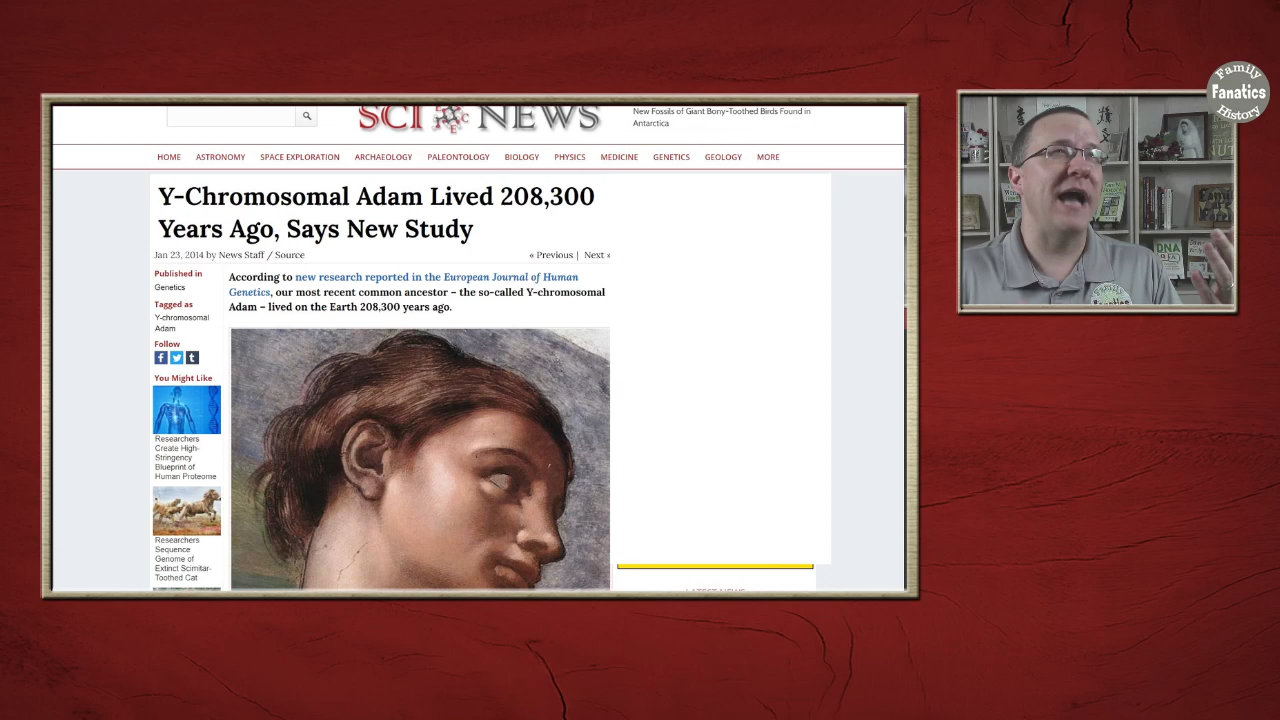 SCI NEWS
New Fossils of Giant Bony-Toothed Birds Found in
Antarctica
HOME ASTRONOMY SPACE EXPLORATION ARCHAEOLOGY PALEONTOLOGY BIOLOGY PHYSICS MEDICINE GENETICS GEOLOGY MORE
Y-Chromosomal Adam Lived 208,300
Years Ago, Says New Study
Jan 23, 2014 by News Staff / Source
« Previous | Next »
Published in
Genetics
Tagged as
Y-chromosomal
Adam
Follow
You Might Like
Researchers
Create High-
Stringency
Blueprint of
Human Proteome
Researchers
Sequence
Genome of
Extinct Scimitar-
Toothed Cat
According to new research reported in the European Journal of Human
Genetics, our most recent common ancestor – the so-called Y-chromosomal
Adam – lived on the Earth 208,300 years ago.
LATEST NEWS
Family
Fanatics
History
DNA